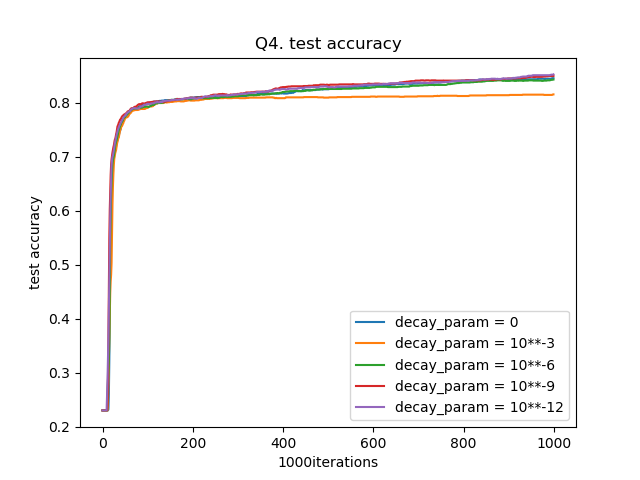 Q4. test accuracy
test accuracy
0.8
0.7
0.6
0.5
0.4
0.3
0.2
decay_param = 0
decay_param = 10**-3
decay_param = 10**-6
decay_param = 10**-9
decay_param = 10**-12
0 200 400 600 800 1000
1000iterations